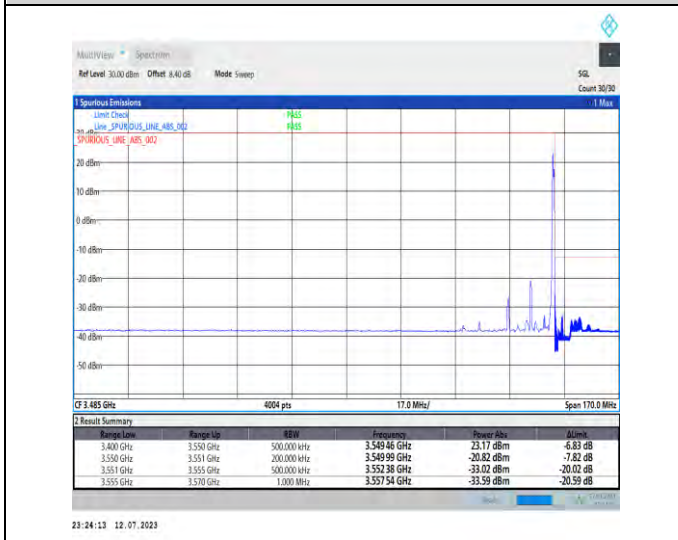 MultiView Spectrum
Ref Level 30.00 dBm Offset 8.40 dB Mode Sweep SGL
Count 30/30
1 Spurious Emissions 1 Max
Limit Check PASS
Line _SPURIOUS_LINE_ABS_002 PASS
_SPURIOUS_LINE_ABS_002
20 dBm
10 dBm
0 dBm
-10 dBm
-20 dBm
-30 dBm
-40 dBm
-50 dBm
CF 3.485 GHz 4004 pts 17.0 MHz/ Span 170.0 MHz
2 Result Summary
Range Low Range Up RBW Frequency Power Abs ΔLimit
3.400 GHz 3.550 GHz 500.000 kHz 3.549 46 GHz 23.17 dBm -6.83 dB
3.550 GHz 3.551 GHz 200.000 kHz 3.549 99 GHz -20.82 dBm -7.82 dB
3.551 GHz 3.555 GHz 500.000 kHz 3.552 38 GHz -33.02 dBm -20.02 dB
3.555 GHz 3.570 GHz 1.000 MHz 3.557 54 GHz -33.59 dBm -20.59 dB
23:24:13 12.07.2023